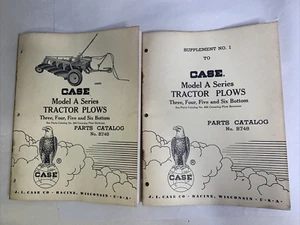 CASE
Model A Series
TRACTOR PLOWS
Three, Four, Five and Six Bottom
PARTS CATALOG
No. B748
CASE
J. I. CASE CO - RACINE, WISCONSIN - U·S·A·
SUPPLEMENT NO. 1
TO
CASE
Model A Series
TRACTOR PLOWS
Three, Four, Five and Six Bottom
PARTS CATALOG
No. B748
CASE
J. I. CASE CO. - RACINE, WISCONSIN - U·S·A·